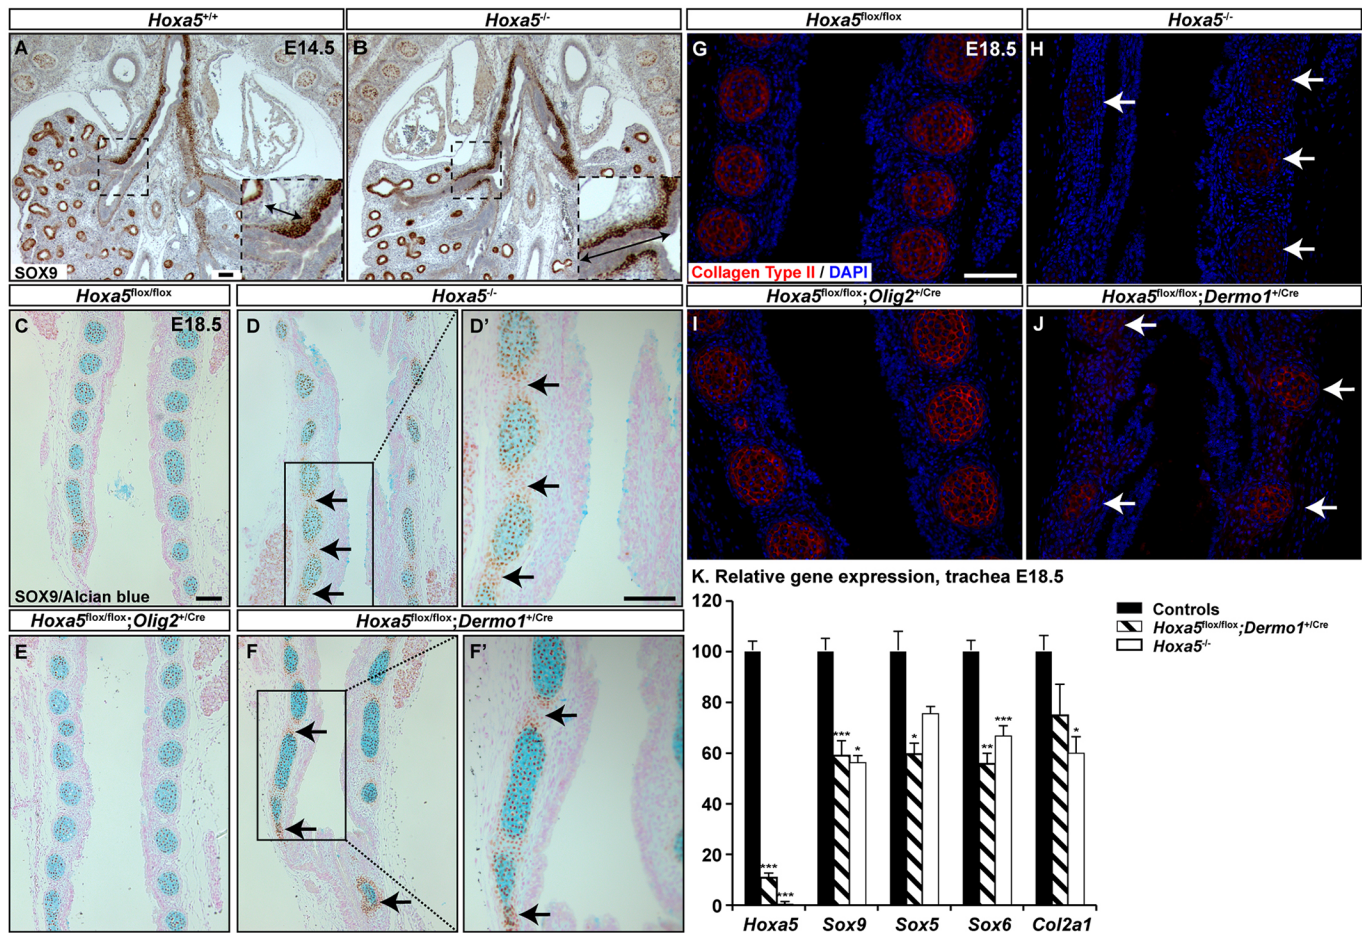 Hoxa5+/+
Hoxa5-/-
Hoxa5flox/flox
Hoxa5-/-
A
E14.5
B
G
E18.5
H
SOX9
Collagen Type II / DAPI
Hoxa5flox/flox
Hoxa5-/-
Hoxa5flox/flox;Olig2+/Cre
Hoxa5flox/flox;Dermo1+/Cre
C
E18.5
D
D'
I
J
SOX9/Alcian blue
Hoxa5flox/flox;Olig2+/Cre
Hoxa5flox/flox;Dermo1+/Cre
E
F
F'
K. Relative gene expression, trachea E18.5
120
100
80
60
40
20
0
Controls
Hoxa5flox/flox;Dermo1+/Cre
Hoxa5-/-
***
***
***
*
*
**
***
*
Hoxa5
Sox9
Sox5
Sox6
Col2a1